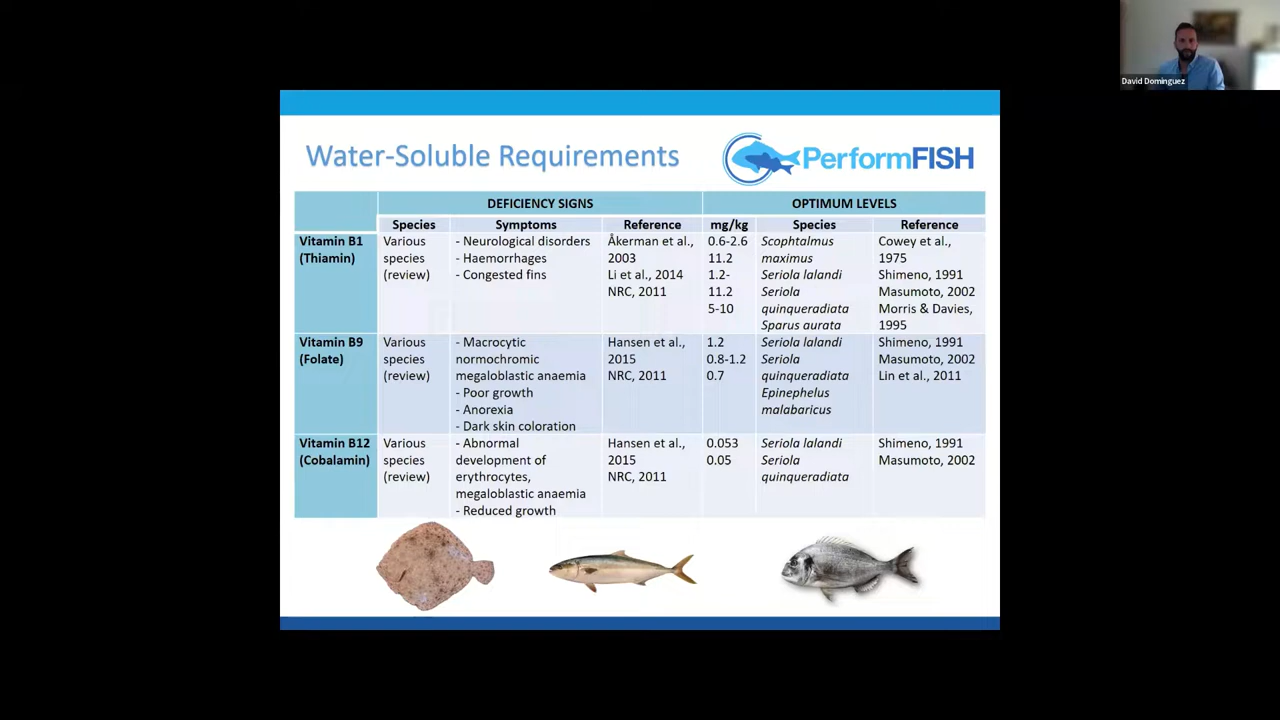 David Dominguez
Water-Soluble Requirements
PerformFISH
DEFICIENCY SIGNS
OPTIMUM LEVELS
Species
Symptoms
Reference
mg/kg
Species
Reference
Vitamin B1
(Thiamin)
Various
species
(review)
- Neurological disorders
- Haemorrhages
- Congested fins
Åkerman et al.,
2003
Li et al., 2014
NRC, 2011
0.6-2.6
11.2
1.2-
11.2
5-10
Scophtalmus
maximus
Seriola lalandi
Seriola
quinqueradiata
Sparus aurata
Cowey et al.,
1975
Shimeno, 1991
Masumoto, 2002
Morris & Davies,
1995
Vitamin B9
(Folate)
Various
species
(review)
- Macrocytic
normochromic
megaloblastic anaemia
- Poor growth
- Anorexia
- Dark skin coloration
Hansen et al.,
2015
NRC, 2011
1.2
0.8-1.2
0.7
Seriola lalandi
Seriola
quinqueradiata
Epinephelus
malabaricus
Shimeno, 1991
Masumoto, 2002
Lin et al., 2011
Vitamin B12
(Cobalamin)
Various
species
(review)
- Abnormal
development of
erythrocytes,
megaloblastic anaemia
- Reduced growth
Hansen et al.,
2015
NRC, 2011
0.053
0.05
Seriola lalandi
Seriola
quinqueradiata
Shimeno, 1991
Masumoto, 2002